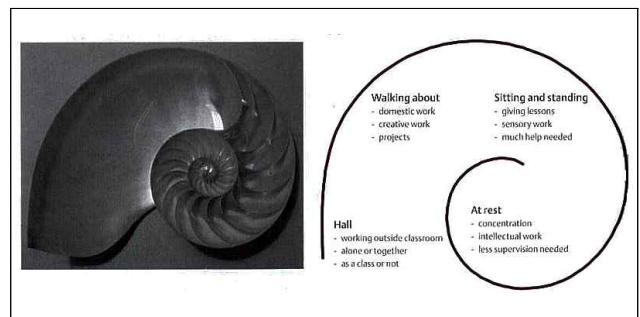 Walking about
- domestic work
- creative work
- projects
Sitting and standing
- giving lessons
- sensory work
- much help needed
Hall
- working outside classroom
- alone or together
- as a class or not
At rest
- concentration
- intellectual work
- less supervision needed